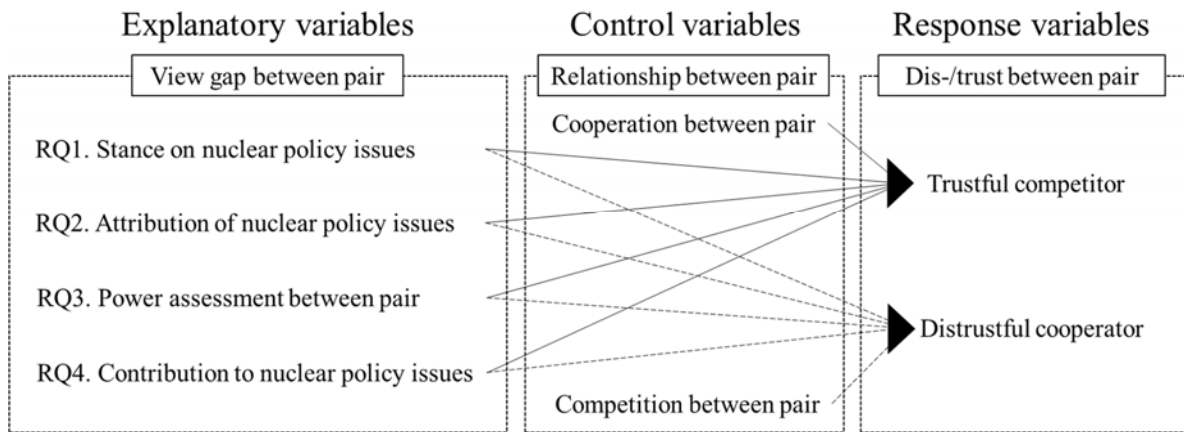 Explanatory variables
Control variables
Response variables
View gap between pair
Relationship between pair
Dis-/trust between pair
Cooperation between pair
RQ1. Stance on nuclear policy issues
Trustful competitor
RQ2. Attribution of nuclear policy issues
RQ3. Power assessment between pair
Distrustful cooperator
RQ4. Contribution to nuclear policy issues
Competition between pair